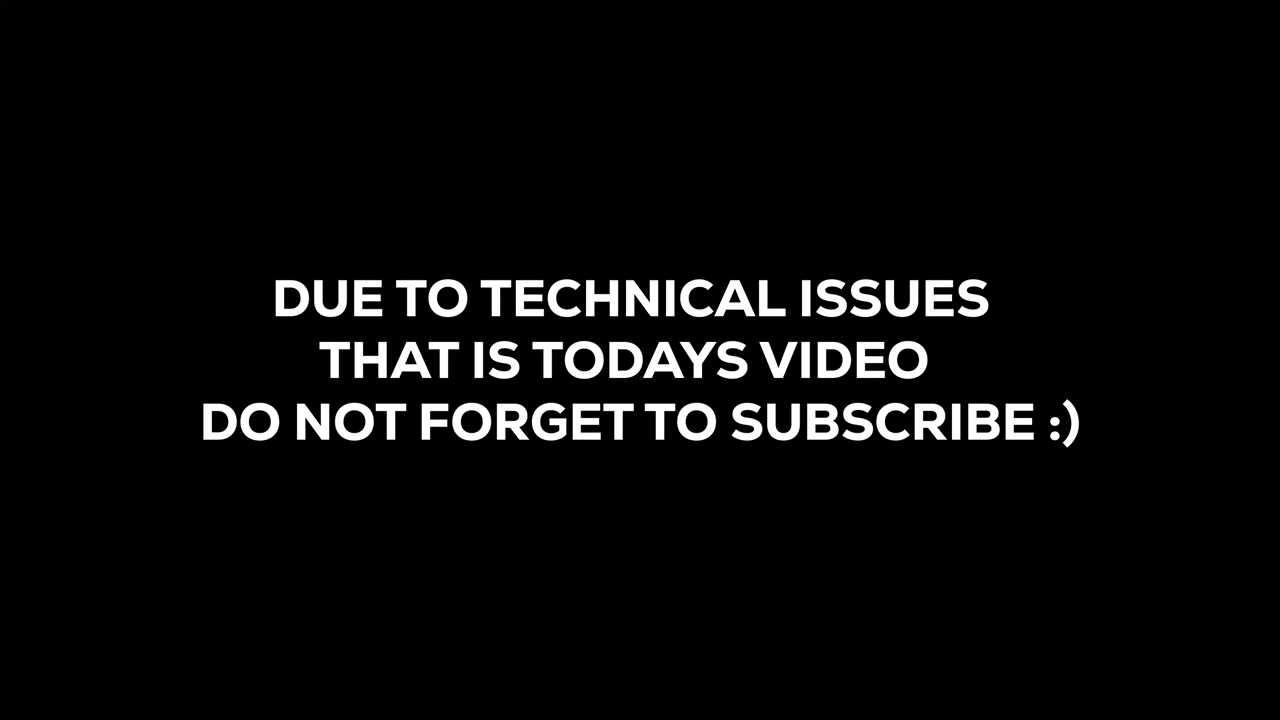 DUE TO TECHNICAL ISSUES
THAT IS TODAYS VIDEO
DO NOT FORGET TO SUBSCRIBE :)